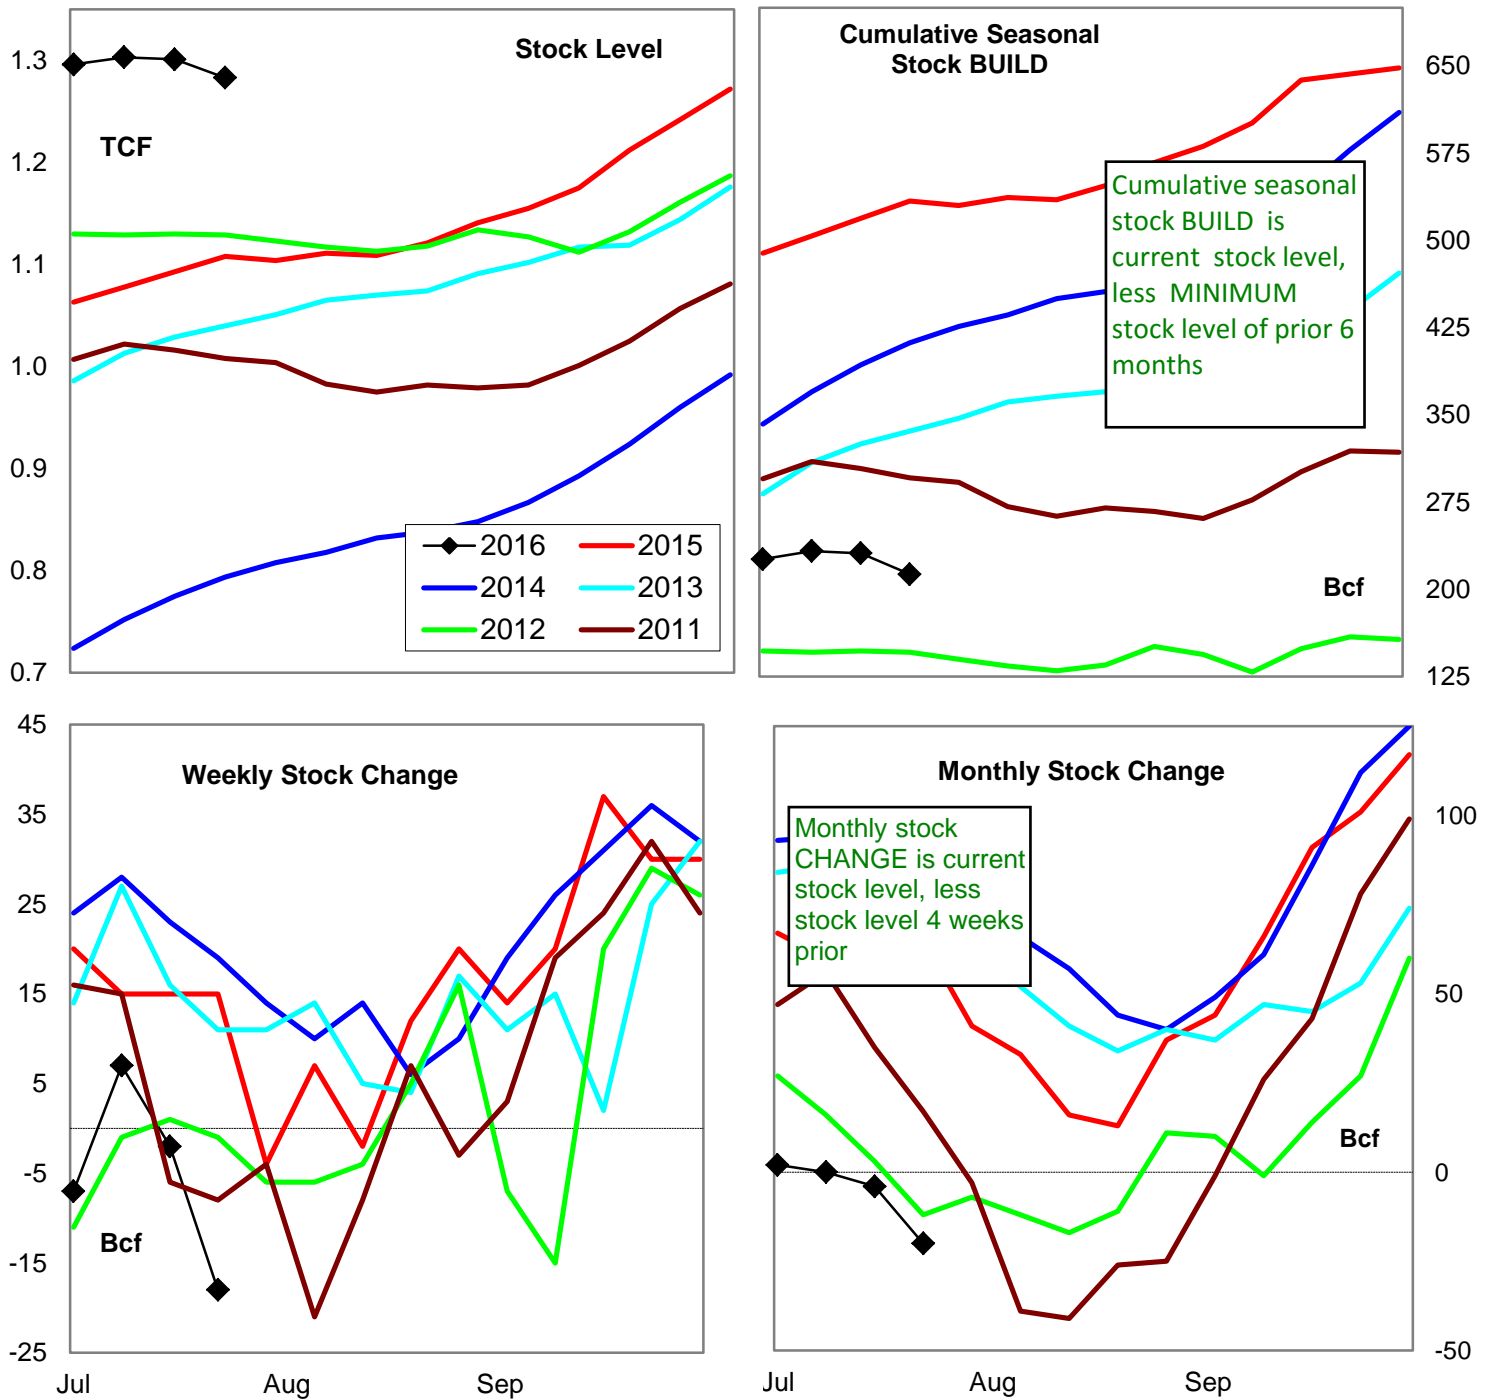 Stock Level
TCF
1.3
1.2
1.1
1.0
0.9
0.8
0.7
2016
2015
2014
2013
2012
2011
Cumulative Seasonal
Stock BUILD
650
575
500
425
350
275
200
125
Cumulative seasonal
stock BUILD is
current stock level,
less MINIMUM
stock level of prior 6
months
Bcf
Weekly Stock Change
45
35
25
15
5
-5
-15
-25
Bcf
Jul
Aug
Sep
Monthly Stock Change
Monthly stock
CHANGE is current
stock level, less
stock level 4 weeks
prior
100
50
0
-50
Bcf
Jul
Aug
Sep